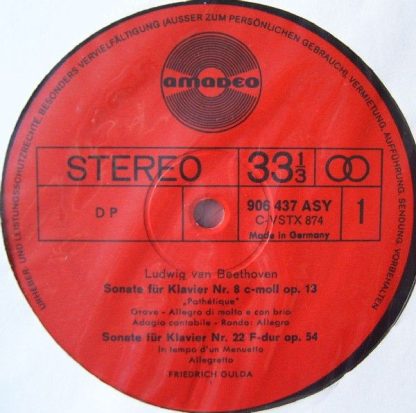 URHEBER- UND LEISTUNGSSCHUTZRECHTE, BESONDERS VERVIELFÄLTIGUNG (AUSSER ZUM PERSÖNLICHEN GEBRAUCH), VERMIETUNG, AUFFÜHRUNG, SENDUNG, VORBEHALTEN
amadeo
STEREO 33 1/3
DP 906 437 ASY 1
C-VSTX 874
Made in Germany
Ludwig van Beethoven
Sonate für Klavier Nr. 8 c-moll op. 13
„Pathétique"
Grave - Allegro di molto e con brio
Adagio cantabile - Rondo: Allegro
Sonate für Klavier Nr. 22 F-dur op. 54
In tempo d'un Menuetto
Allegretto
FRIEDRICH GULDA